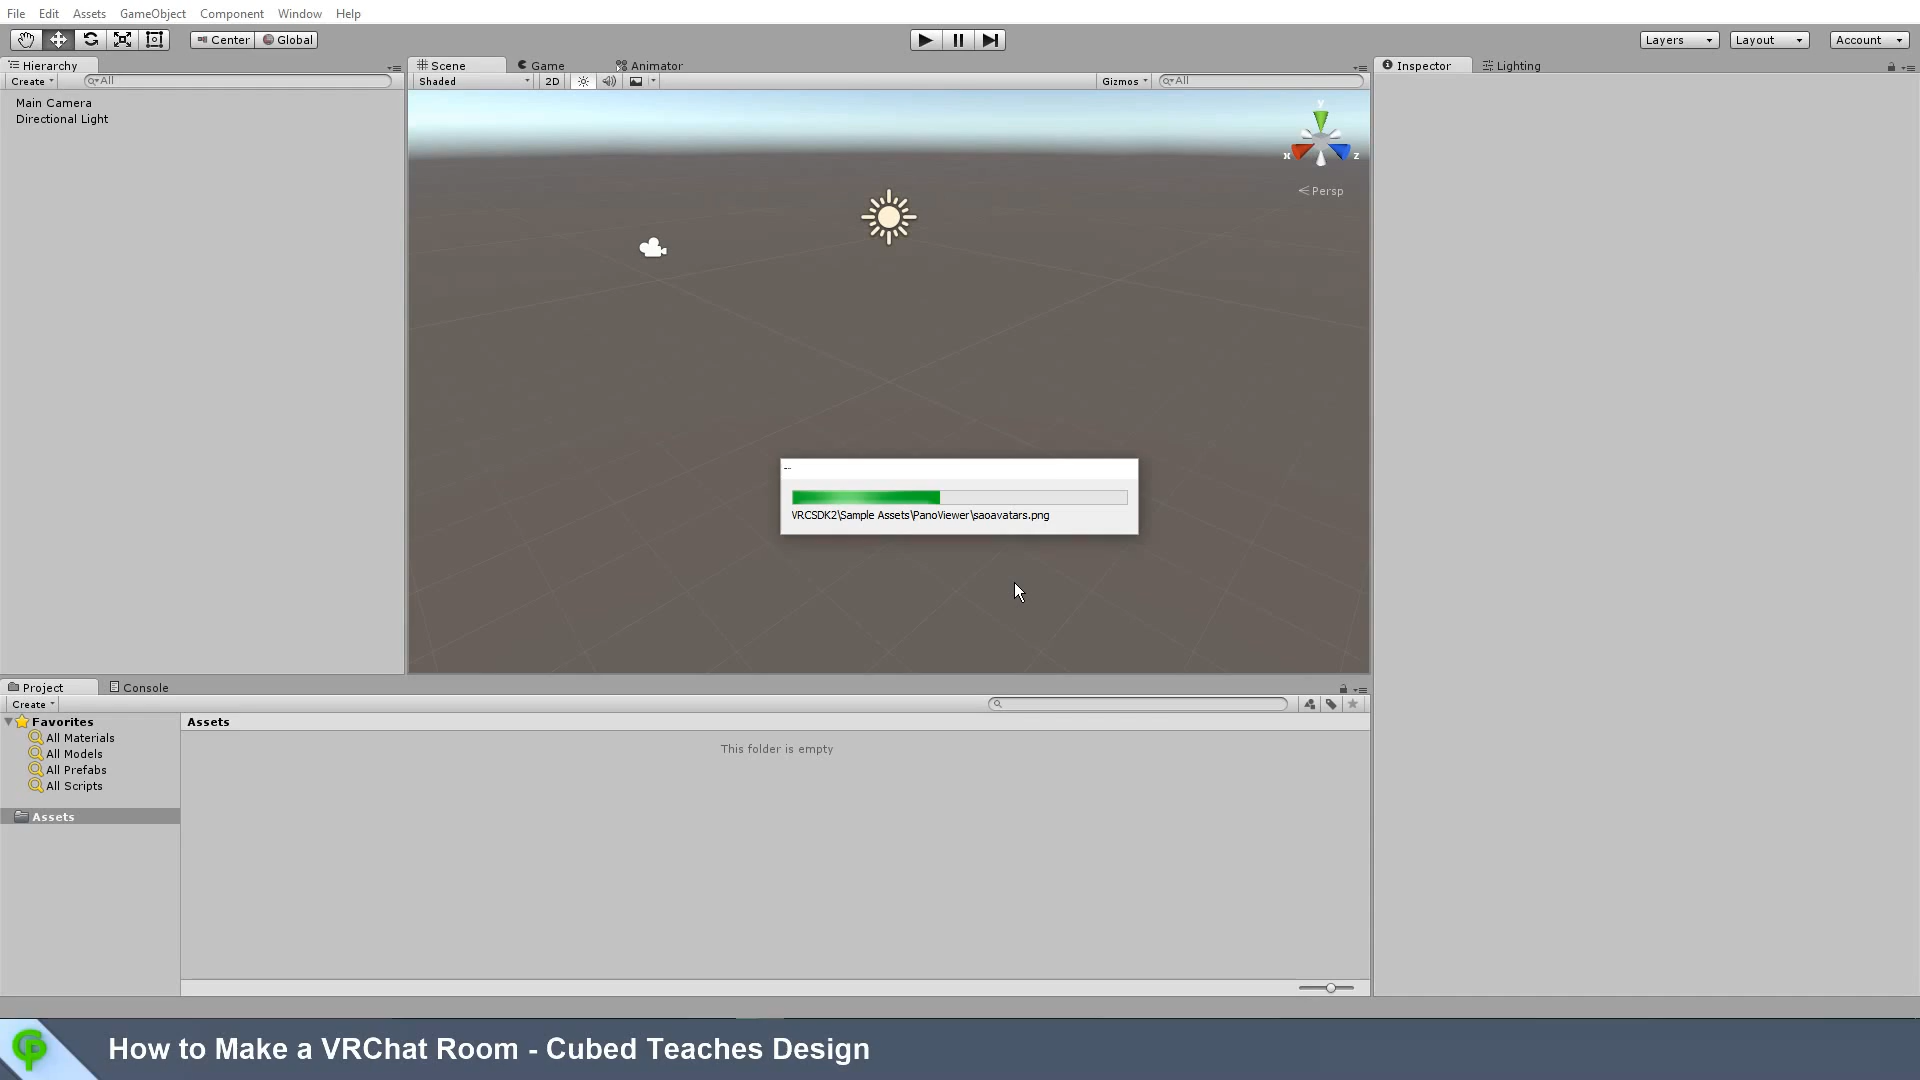 File Edit Assets GameObject Component Window Help
Center Global Layers Layout Account
Hierarchy Scene Game Animator Inspector Lighting
Create All Shaded 2D Gizmos All
Main Camera
Directional Light
y
x z
Persp
--
VRCSDK2\Sample Assets\PanoViewer\saoavatars.png
Project Console
Create
Favorites Assets
All Materials This folder is empty
All Models
All Prefabs
All Scripts
Assets
How to Make a VRChat Room - Cubed Teaches Design